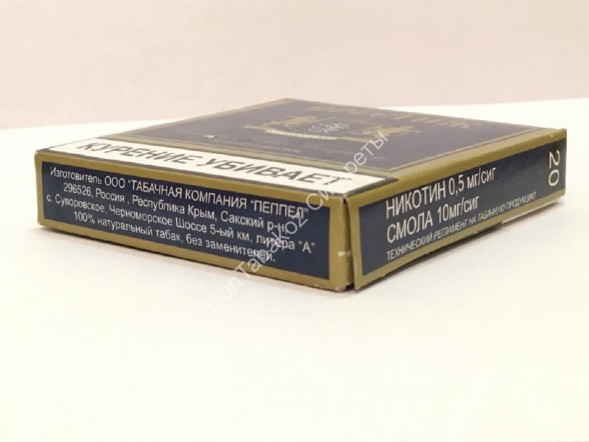 КУРЕНИЕ УБИВАЕТ
Изготовитель ООО "ТАБАЧНАЯ КОМПАНИЯ "ПЕППЕЛ"
296526, Россия, Республика Крым, Сакский р-н,
с. Суворовское, Черноморское Шоссе 5-ый км, литера "А"
100% натуральный табак, без заменителей.
НИКОТИН 0,5 мг/сиг
СМОЛА 10мг/сиг
ТЕХНИЧЕСКИЙ РЕГЛАМЕНТ НА ТАБАЧНУЮ ПРОДУКЦИЮ
20